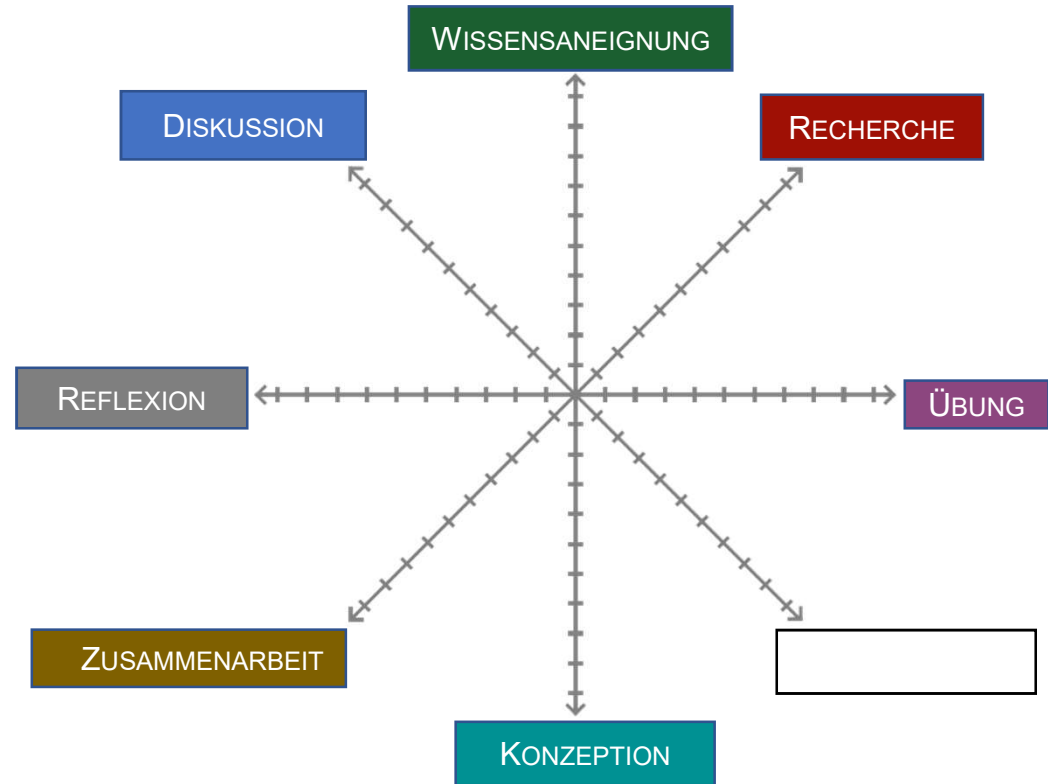 WISSENSANEIGNUNG
DISKUSSION
RECHERCHE
REFLEXION
ÜBUNG
ZUSAMMENARBEIT
KONZEPTION